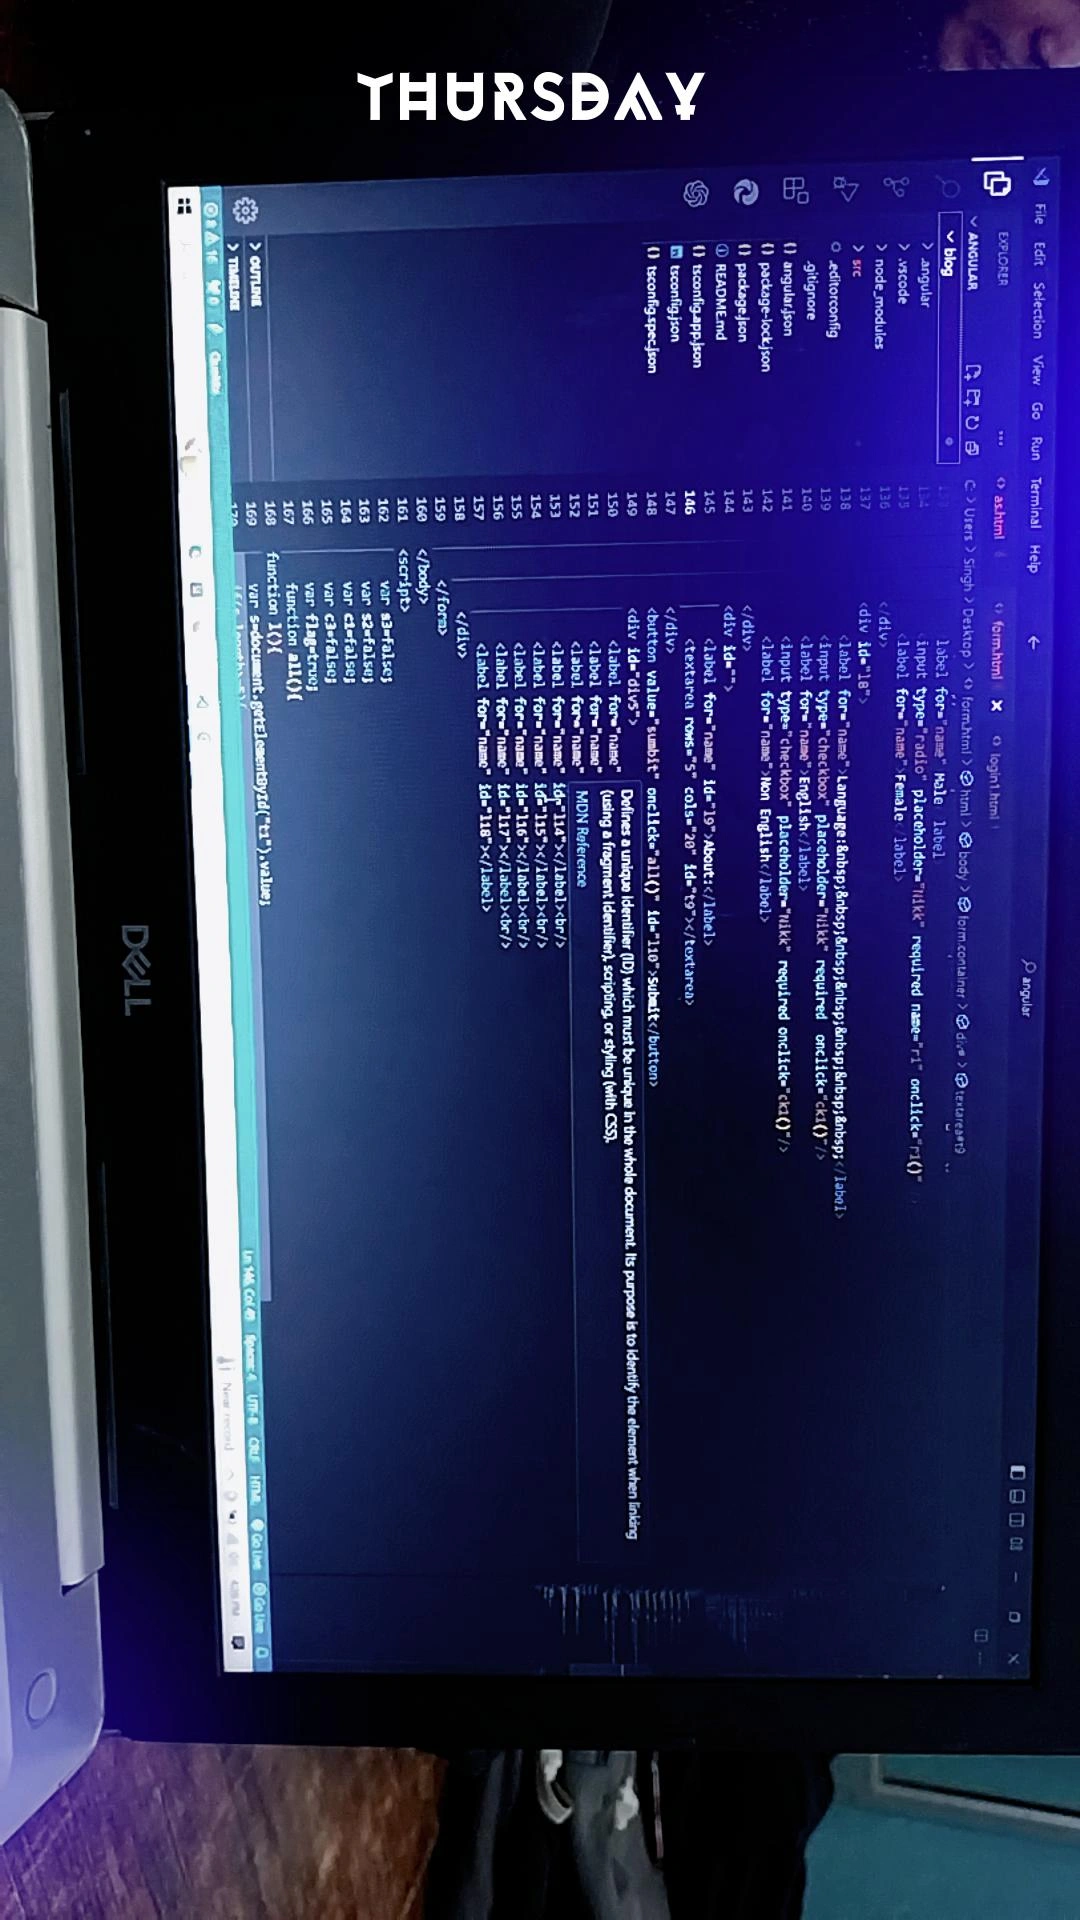 THURSDAY
File Edit Selection View Go Run Terminal Help
angular
EXPLORER
as.html
form.html
login1.html
C: > Users > Singh > Desktop > form.html > html > body > form.container > div > textarea#t9
ANGULAR
blog
.angular
.vscode
node_modules
src
.editorconfig
.gitignore
angular.json
package-lock.json
package.json
README.md
tsconfig.app.json
tsconfig.json
tsconfig.spec.json
OUTLINE
TIMELINE
134 label for="name" Male label
135 input type="radio" placeholder="Nikk" required name="r1" onclick="r1()"
136 <label for="name">Female</label>
137 </div>
138 <div id="l8">
139 <label for="name">Language:&nbsp;&nbsp;&nbsp;&nbsp;&nbsp;&nbsp;</label>
140 <input type="checkbox" placeholder="Nikk" required onclick="ck1()"/>
141 <label for="name">English</label>
142 <input type="checkbox" placeholder="Nikk" required onclick="ck1()"/>
143 <label for="name">Non English</label>
144 </div>
145 <div id="">
146 <label for="name" id="l9">About:</label>
147 <textarea rows="5" cols="20" id="t9"></textarea>
148 </div>
149 <button value="sumbit" onclick="all()" id="l10">Submit</button>
150 <div id="div5">
151 <label for="name"
152 <label for="name"
153 <label for="name"
154 <label for="name" id="l14"></label><br/>
155 <label for="name" id="l15"></label><br/>
156 <label for="name" id="l16"></label><br/>
157 <label for="name" id="l17"></label><br/>
158 <label for="name" id="l18"></label>
159 </div>
160 </form>
161 </body>
162 <script>
163 var s3=false;
164 var s2=false;
165 var c1=false;
166 var c3=false;
167 var flag=true;
168 function all(){
169 function l(){
170 var s=document.getElementById("t1").value;
Defines a unique identifier (ID) which must be unique in the whole document. Its purpose is to identify the element when linking
(using a fragment identifier), scripting, or styling (with CSS).
MDN Reference
Ln 146, Col Spaces: 4 UTF-8 CRLF HTML Go Live Go Live
Near record
DELL